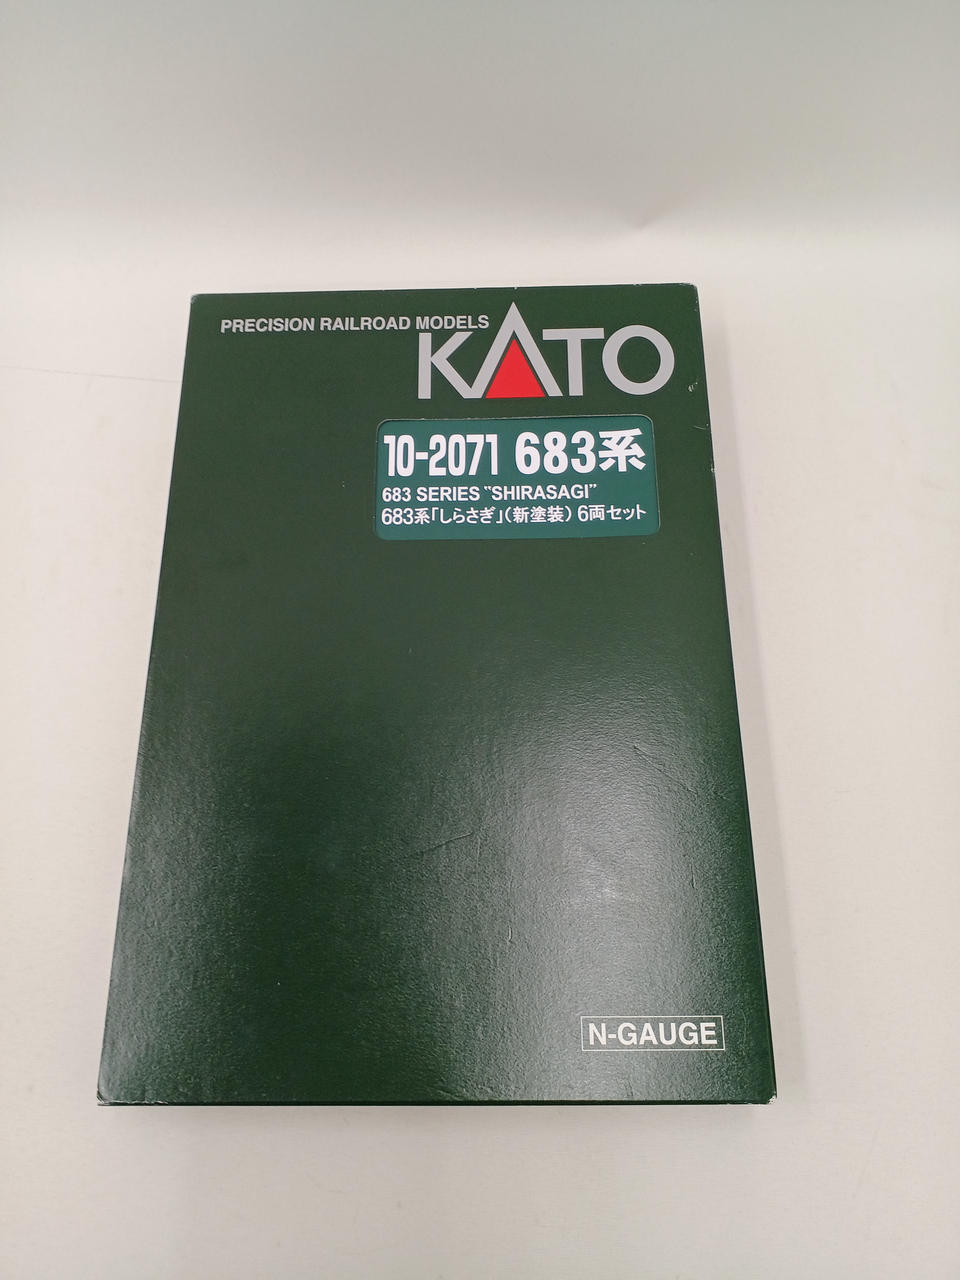 PRECISION RAILROAD MODELS
KATO
10-2071 683系
683 SERIES "SHIRASAGI"
683系「しらさぎ」(新塗装) 6両セット
N-GAUGE